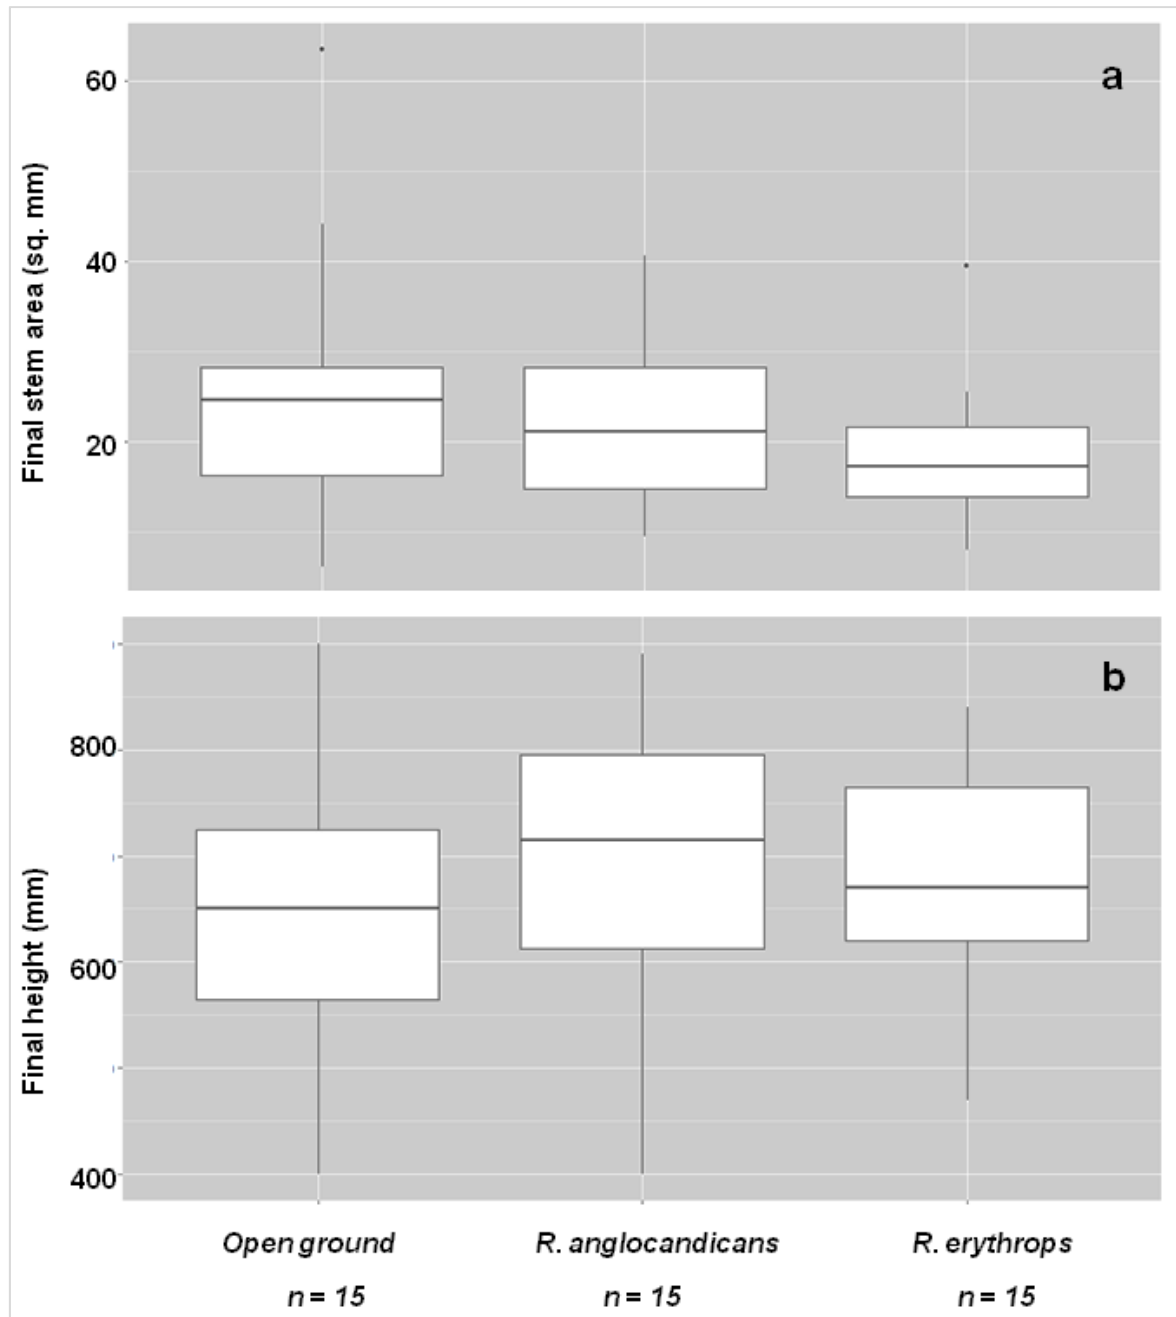 a
Final stem area (sq. mm)
60
40
20
b
Final height (mm)
800
600
400
Open ground R. anglocandicans R. erythrops
n = 15 n = 15 n = 15